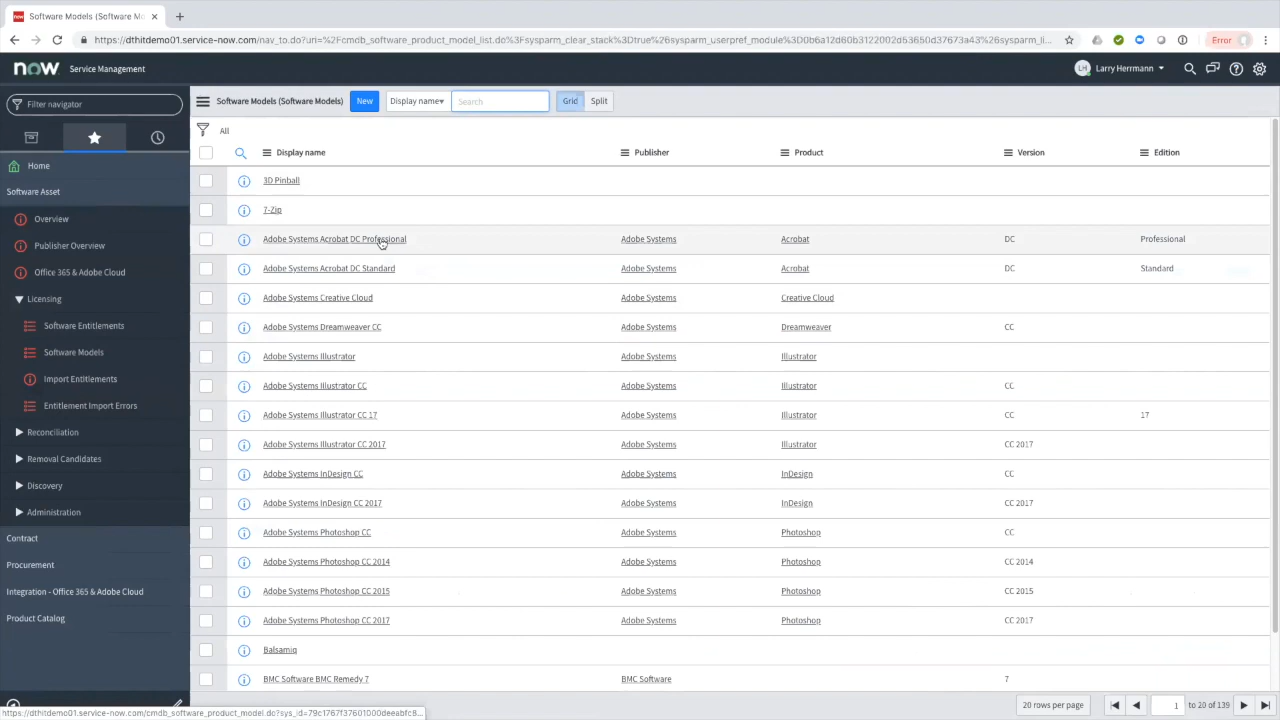 Software Models (Software Mo
https://dthitdemo01.service-now.com/nav_to.do?uri=%2Fcmdb_software_product_model_list.do%3Fsysparm_clear_stack%3Dtrue%26sysparm_userpref_module%3D0b6a12d60b3122002d53650d37673a43%26sysparm_li...
Error
now Service Management
LH Larry Herrmann
Filter navigator
Software Models (Software Models) New Display name Search Grid Split
All
Display name Publisher Product Version Edition
Home
Software Asset
Overview
Publisher Overview
Office 365 & Adobe Cloud
Licensing
Software Entitlements
Software Models
Import Entitlements
Entitlement Import Errors
Reconciliation
Removal Candidates
Discovery
Administration
Contract
Procurement
Integration - Office 365 & Adobe Cloud
Product Catalog
3D Pinball
7-Zip
Adobe Systems Acrobat DC Professional Adobe Systems Acrobat DC Professional
Adobe Systems Acrobat DC Standard Adobe Systems Acrobat DC Standard
Adobe Systems Creative Cloud Adobe Systems Creative Cloud
Adobe Systems Dreamweaver CC Adobe Systems Dreamweaver CC
Adobe Systems Illustrator Adobe Systems Illustrator
Adobe Systems Illustrator CC Adobe Systems Illustrator CC
Adobe Systems Illustrator CC 17 Adobe Systems Illustrator CC 17
Adobe Systems Illustrator CC 2017 Adobe Systems Illustrator CC 2017
Adobe Systems InDesign CC Adobe Systems InDesign CC
Adobe Systems InDesign CC 2017 Adobe Systems InDesign CC 2017
Adobe Systems Photoshop CC Adobe Systems Photoshop CC
Adobe Systems Photoshop CC 2014 Adobe Systems Photoshop CC 2014
Adobe Systems Photoshop CC 2015 Adobe Systems Photoshop CC 2015
Adobe Systems Photoshop CC 2017 Adobe Systems Photoshop CC 2017
Balsamiq
BMC Software BMC Remedy 7 BMC Software 7
20 rows per page 1 to 20 of 139
https://dthitdemo01.service-now.com/cmdb_software_product_model.do?sys_id=79c1767f37601000deeabfc8...